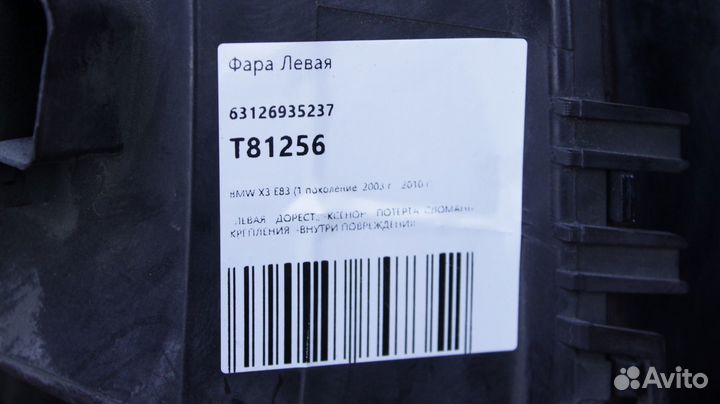 Фара Левая
63126935237
T81256
BMW X3 E83 (1 поколение 2003 г. 2010 г.
ЛЕВАЯ ДОРЕСТ. КСЕНОН ПОТЕРТА
КРЕПЛЕНИЯ -ВНУТРИ ПОВРЕЖДЕНИЯ
Avito